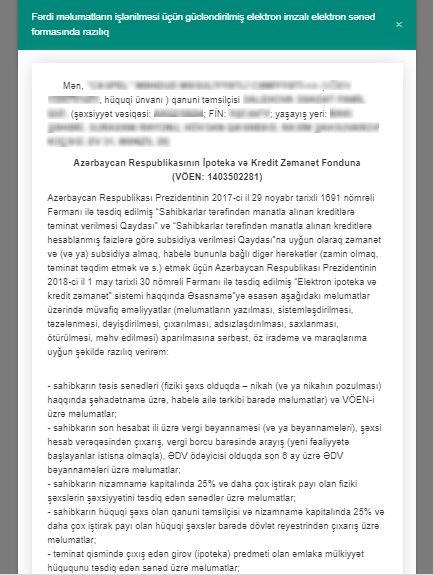 Fərdi məlumatların işlənilməsi üçün gücləndirilmiş elektron imzalı elektron sənəd
formasında razılıq
×
Mən,
hüquqi ünvanı ) qanuni təmsilçisi
(şəxsiyyət vəsiqəsi: FİN: yaşayış yeri:
Azərbaycan Respublikasının İpoteka və Kredit Zəmanət Fonduna
(VÖEN: 1403502281)
Azərbaycan Respublikası Prezidentinin 2017-ci il 29 noyabr tarixli 1691 nömrəli
Fərmanı ilə təsdiq edilmiş "Sahibkarlar tərəfindən manatla alınan kreditlərə
təminat verilməsi Qaydası" və "Sahibkarlar tərəfindən manatla alınan kreditlərə
hesablanmış faizlərə görə subsidiya verilməsi Qaydası"na uyğun olaraq zəmanət
və (və ya) subsidiya almaq, habelə bununla bağlı digər hərəkətlər (zamin olmaq,
təminat təqdim etmək və s.) etmək üçün Azərbaycan Respublikası Prezidentinin
2018-ci il 1 may tarixli 30 nömrəli Fərmanı ilə təsdiq edilmiş "Elektron ipoteka və
kredit zəmanət" sistemi haqqında Əsasnamə"yə əsasən aşağıdakı məlumatlar
üzərində müvafiq əməliyyatlar (məlumatların yazılması, sistemləşdirilməsi,
təzələnməsi, dəyişdirilməsi, çıxarılması, adsızlaşdırılması, saxlanması,
ötürülməsi, məhv edilməsi) aparılmasına sərbəst, öz iradəmə və maraqlarıma
uyğun şəkildə razılıq verirəm:
- sahibkarın təsis sənədləri (fiziki şəxs olduqda – nikah (və ya nikahın pozulması)
haqqında şəhadətnamə üzrə, habelə ailə tərkibi barədə məlumatlar) və VÖEN-i
üzrə məlumatlar;
- sahibkarın son hesabat ili üzrə vergi bəyannaməsi (və ya bəyannamələri), şəxsi
hesab vərəqəsindən çıxarış, vergi borcu barəsində arayış (yeni fəaliyyətə
başlayanlar istisna olmaqla), ƏDV ödəyicisi olduqda son 6 ay üzrə ƏDV
bəyannamələri üzrə məlumatlar;
- sahibkarın nizamnamə kapitalında 25% və daha çox iştirak payı olan fiziki
şəxslərin şəxsiyyətini təsdiq edən sənədlər üzrə məlumatlar;
- sahibkarın hüquqi şəxs olan qanuni təmsilçisi və nizamnamə kapitalında 25% və
daha çox iştirak payı olan hüquqi şəxslər barədə dövlət reyestrindən çıxarış üzrə
məlumatlar;
- təminat qismində çıxış edən girov (ipoteka) predmeti olan əmlaka mülkiyyət
hüququnu təsdiq edən sənəd üzrə məlumatlar;